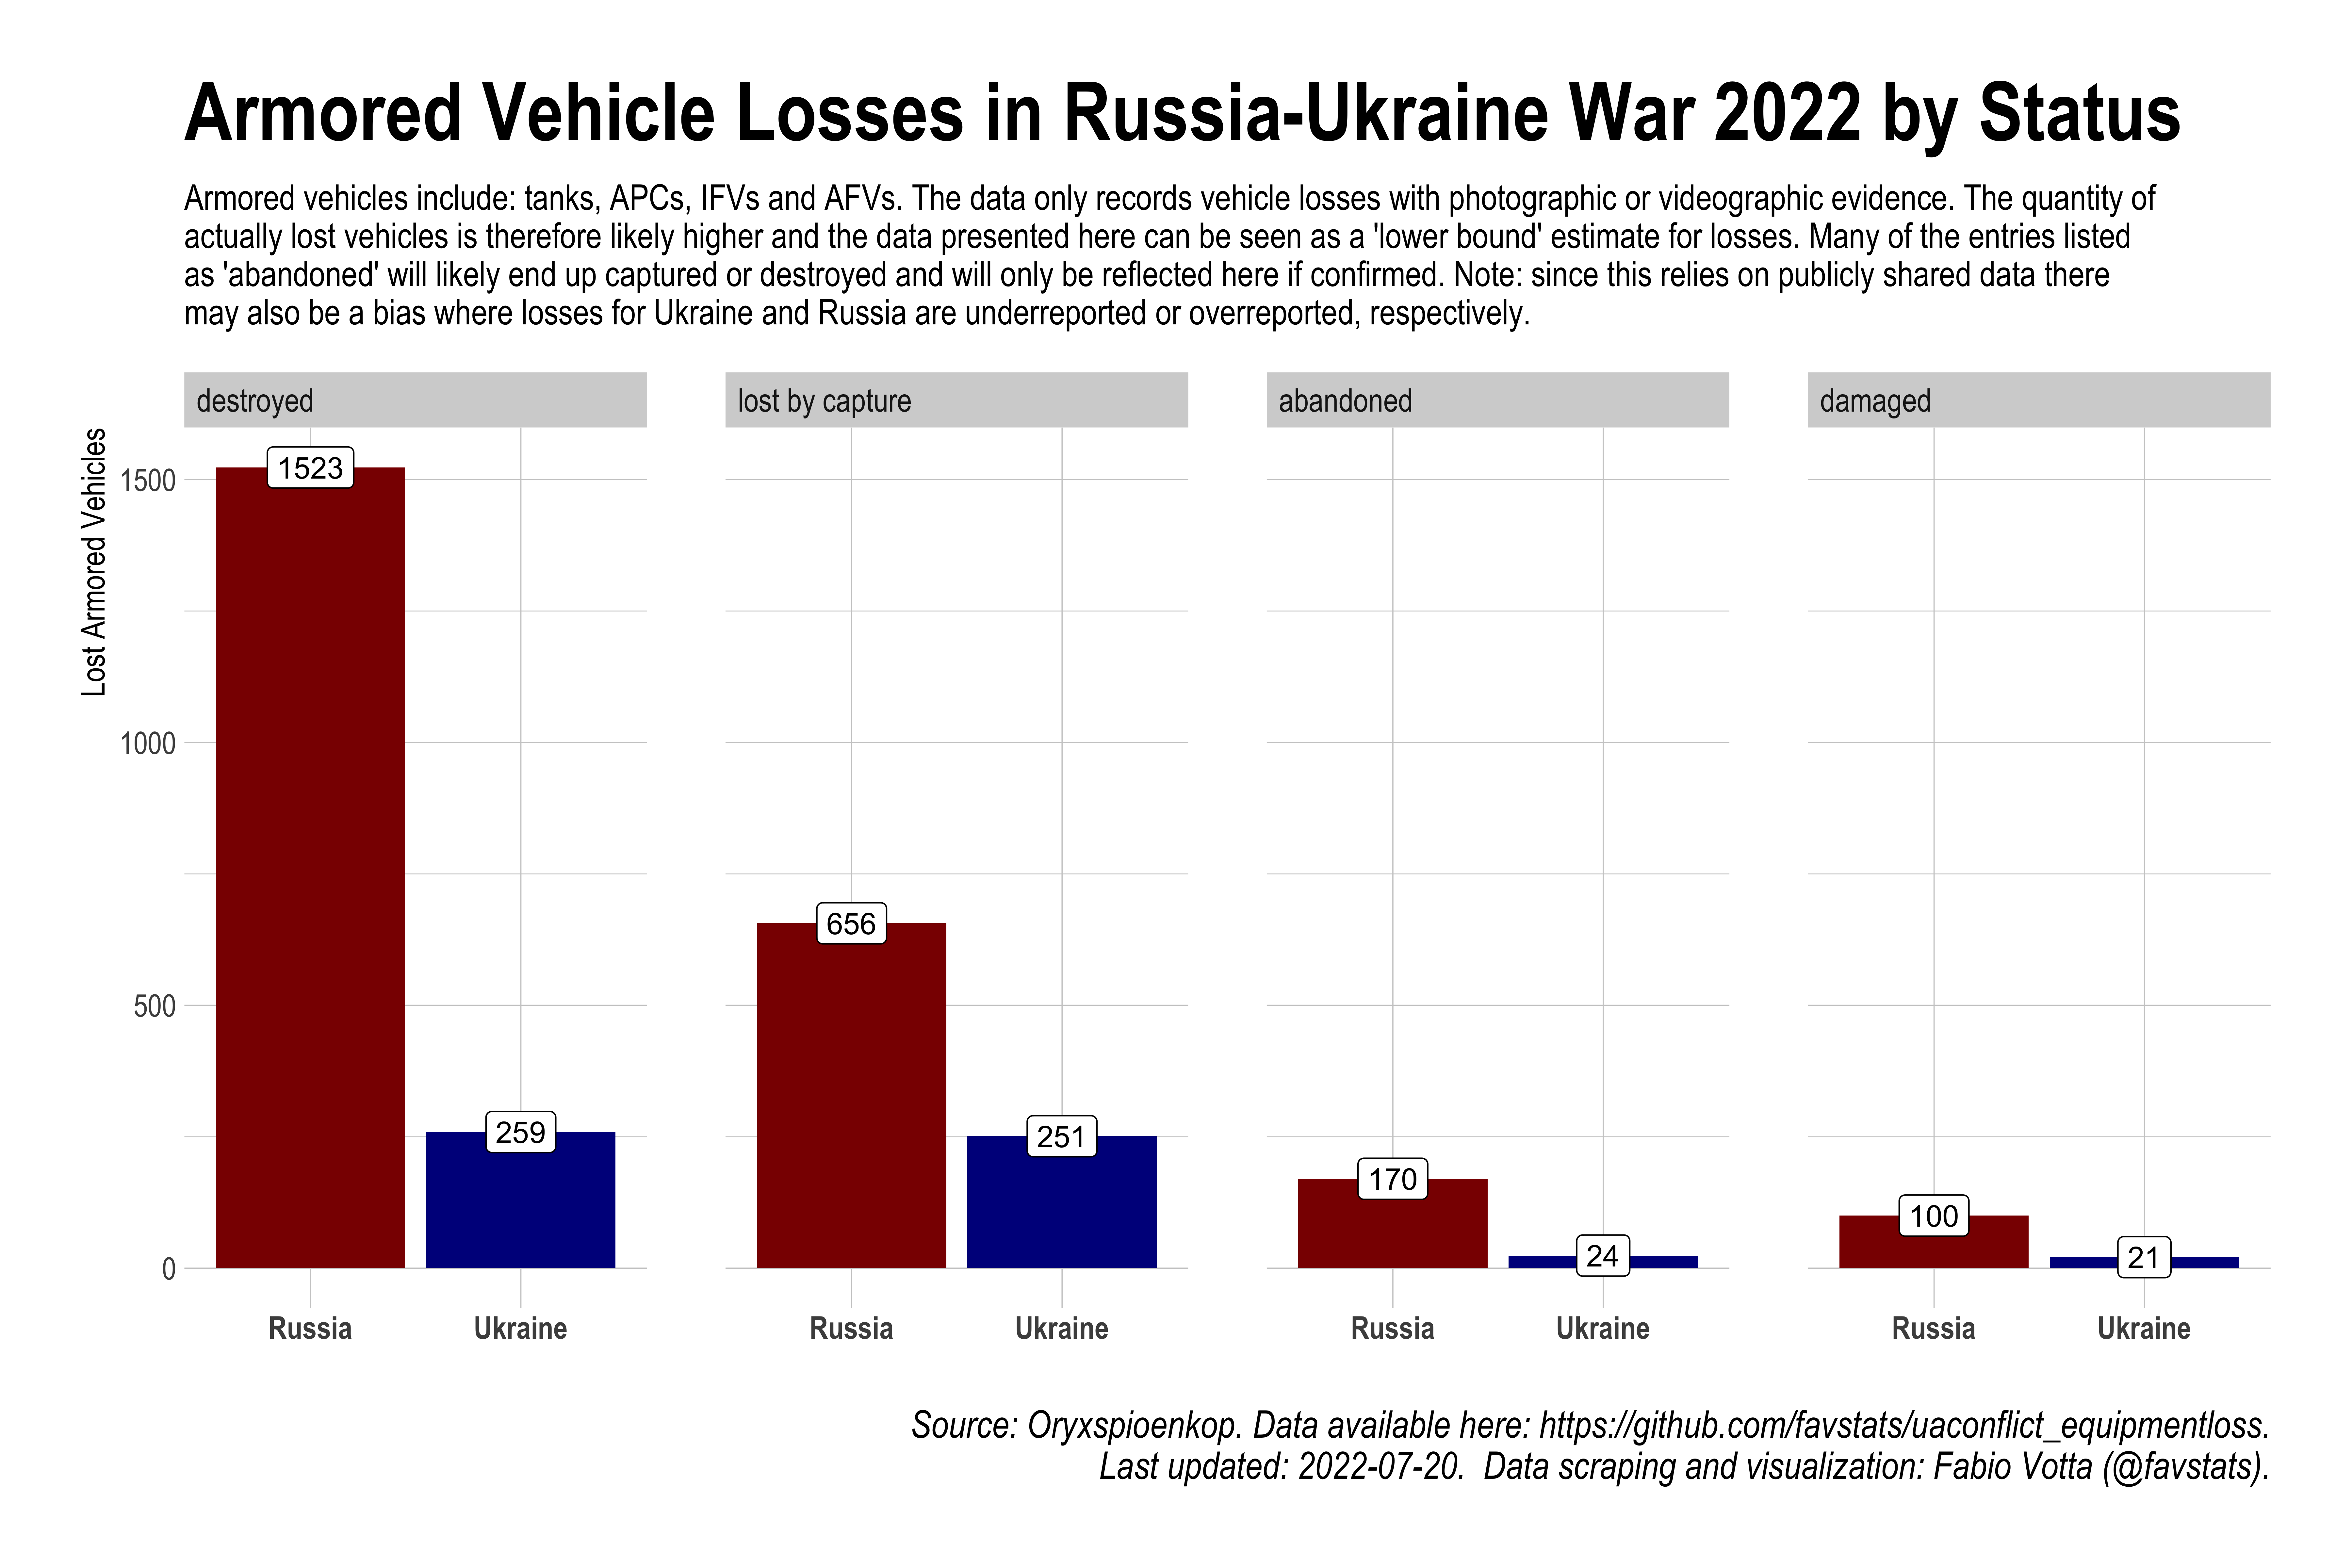 Armored Vehicle Losses in Russia-Ukraine War 2022 by Status
Armored vehicles include: tanks, APCs, IFVs and AFVs. The data only records vehicle losses with photographic or videographic evidence. The quantity of
actually lost vehicles is therefore likely higher and the data presented here can be seen as a 'lower bound' estimate for losses. Many of the entries listed
as 'abandoned' will likely end up captured or destroyed and will only be reflected here if confirmed. Note: since this relies on publicly shared data there
may also be a bias where losses for Ukraine and Russia are underreported or overreported, respectively.
destroyed
lost by capture
abandoned
damaged
Lost Armored Vehicles
1500
1000
500
0
1523
259
656
251
170
24
100
21
Russia
Ukraine
Russia
Ukraine
Russia
Ukraine
Russia
Ukraine
Source: Oryxspioenkop. Data available here: https://github.com/favstats/uaconflict_equipmentloss.
Last updated: 2022-07-20.  Data scraping and visualization: Fabio Votta (@favstats).